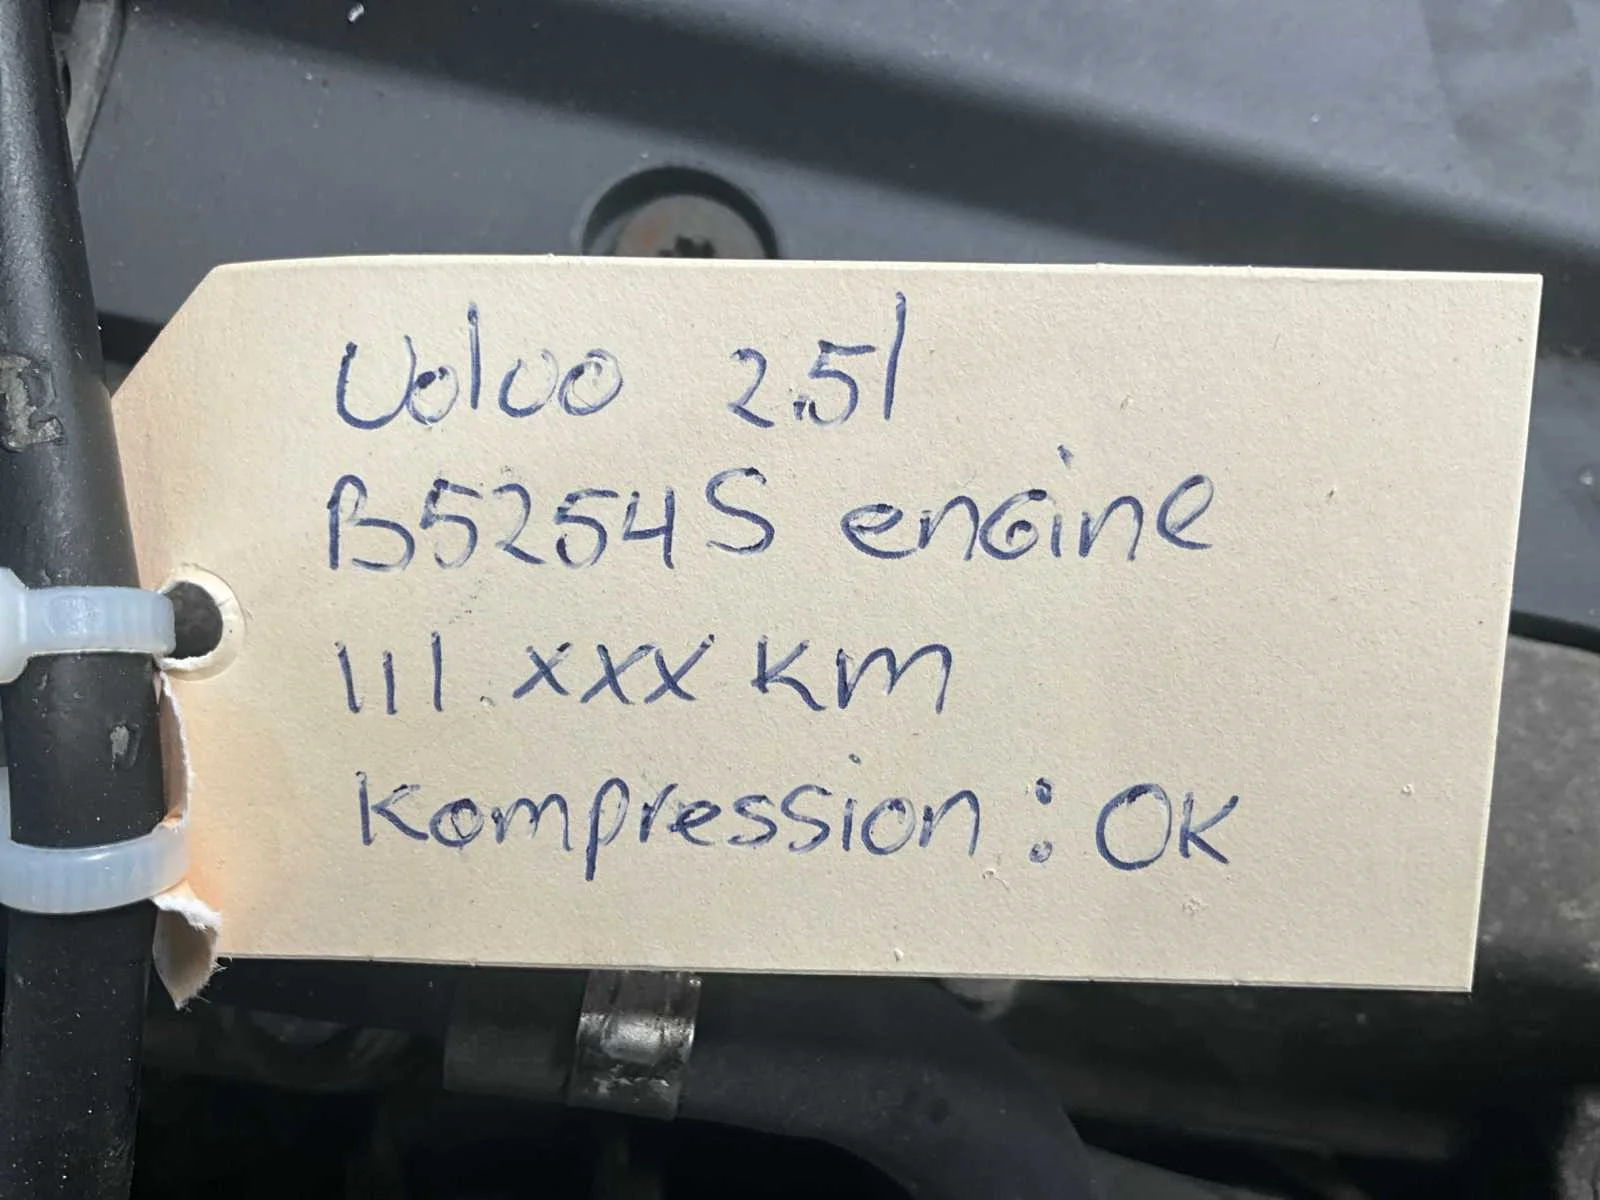 Volvo 2.5l
B5254S engine
111.xxx km
Kompression: OK